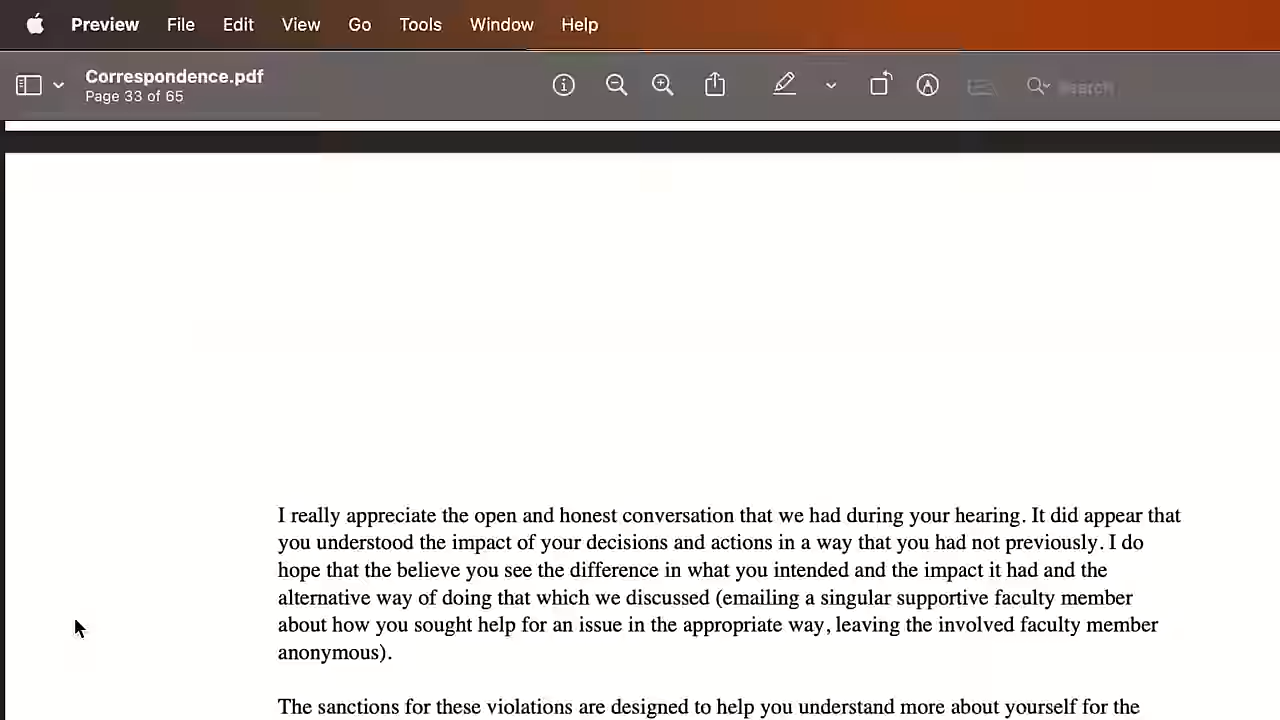 Preview File Edit View Go Tools Window Help
Correspondence.pdf
Page 33 of 65
Search
I really appreciate the open and honest conversation that we had during your hearing. It did appear that
you understood the impact of your decisions and actions in a way that you had not previously. I do
hope that the believe you see the difference in what you intended and the impact it had and the
alternative way of doing that which we discussed (emailing a singular supportive faculty member
about how you sought help for an issue in the appropriate way, leaving the involved faculty member
anonymous).
The sanctions for these violations are designed to help you understand more about yourself for the